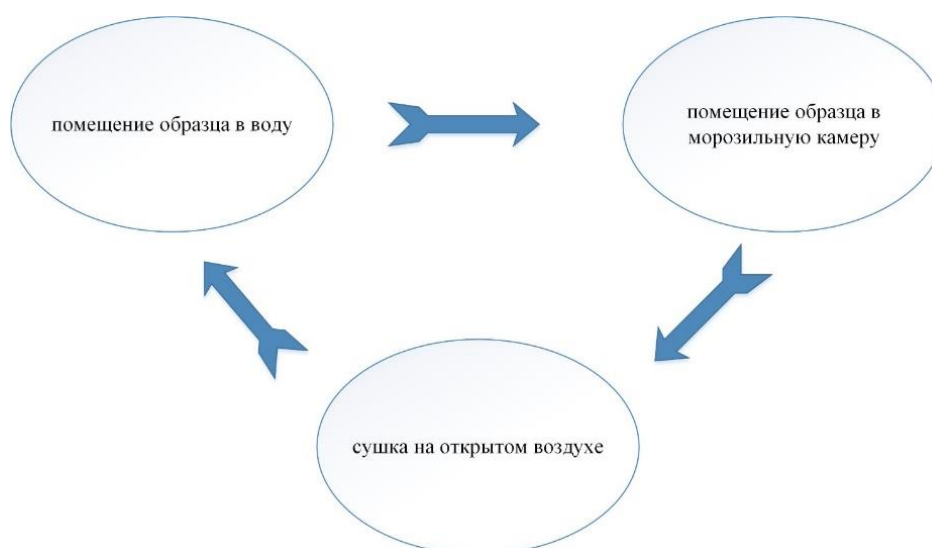 помещение образца в воду
помещение образца в
морозильную камеру
сушка на открытом воздухе